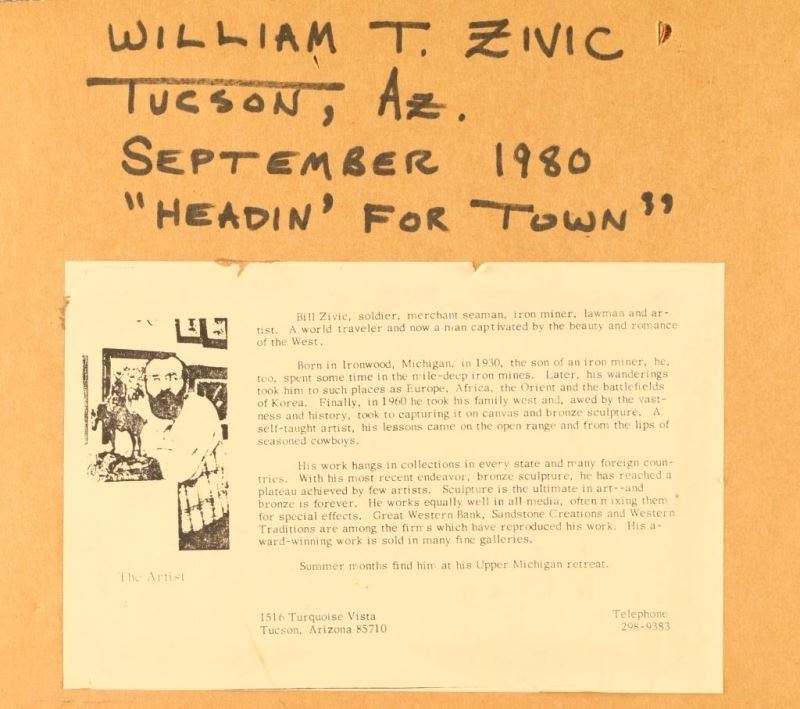 WILLIAM T. ZIVIC
TUCSON, AZ.
SEPTEMBER 1980
"HEADIN' FOR TOWN"
Bill Zivic, soldier, merchant seaman, iron miner, lawman and ar-
tist. A world traveler and now a man captivated by the beauty and romance
of the West.
Born in Ironwood, Michigan, in 1930, the son of an iron miner, he,
too, spent some time in the mile-deep iron mines. Later, his wanderings
took him to such places as Europe, Africa, the Orient and the battlefields
of Korea. Finally, in 1960 he took his family west and, awed by the vast-
ness and history, took to capturing it on canvas and bronze sculpture. A
self-taught artist, his lessons came on the open range and from the lips of
seasoned cowboys.
His work hangs in collections in every state and many foreign coun-
tries. With his most recent endeavor, bronze sculpture, he has reached a
plateau achieved by few artists. Sculpture is the ultimate in art--and
bronze is forever. He works equally well in all media, often mixing them
for special effects. Great Western Bank, Sandstone Creations and Western
Traditions are among the firms which have reproduced his work. His a-
ward-winning work is sold in many fine galleries.
Summer months find him at his Upper Michigan retreat.
The Artist
1516 Turquoise Vista
Tucson, Arizona 85710
Telephone
298-9383